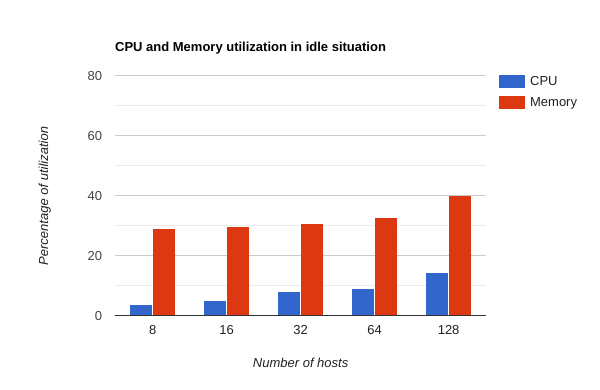 CPU and Memory utilization in idle situation
80
60
40
20
0
Percentage of utilization
8 16 32 64 128
Number of hosts
CPU
Memory